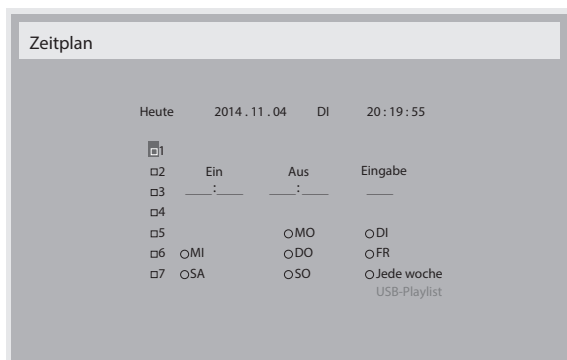 Zeitplan
Heute 2014 . 11 . 04 DI 20 : 19 : 55
1
2 Ein Aus Eingabe
3 ___:___ ___:___ ___
4
5 MO DI
6 MI DO FR
7 SA SO Jede woche
USB-Playlist